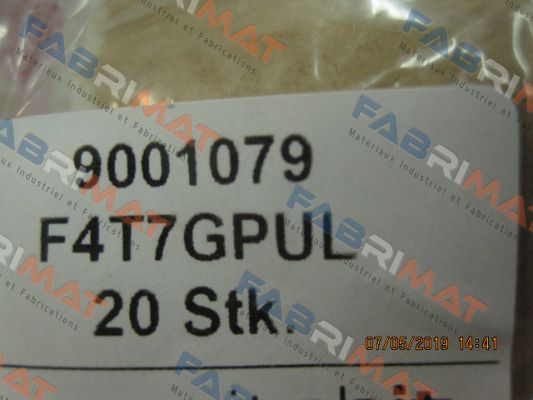 9001079
F4T7GPUL
20 Stk.
07/05/2019 14:41
FABRIMAT
Materiaux Industriel et Fabrications